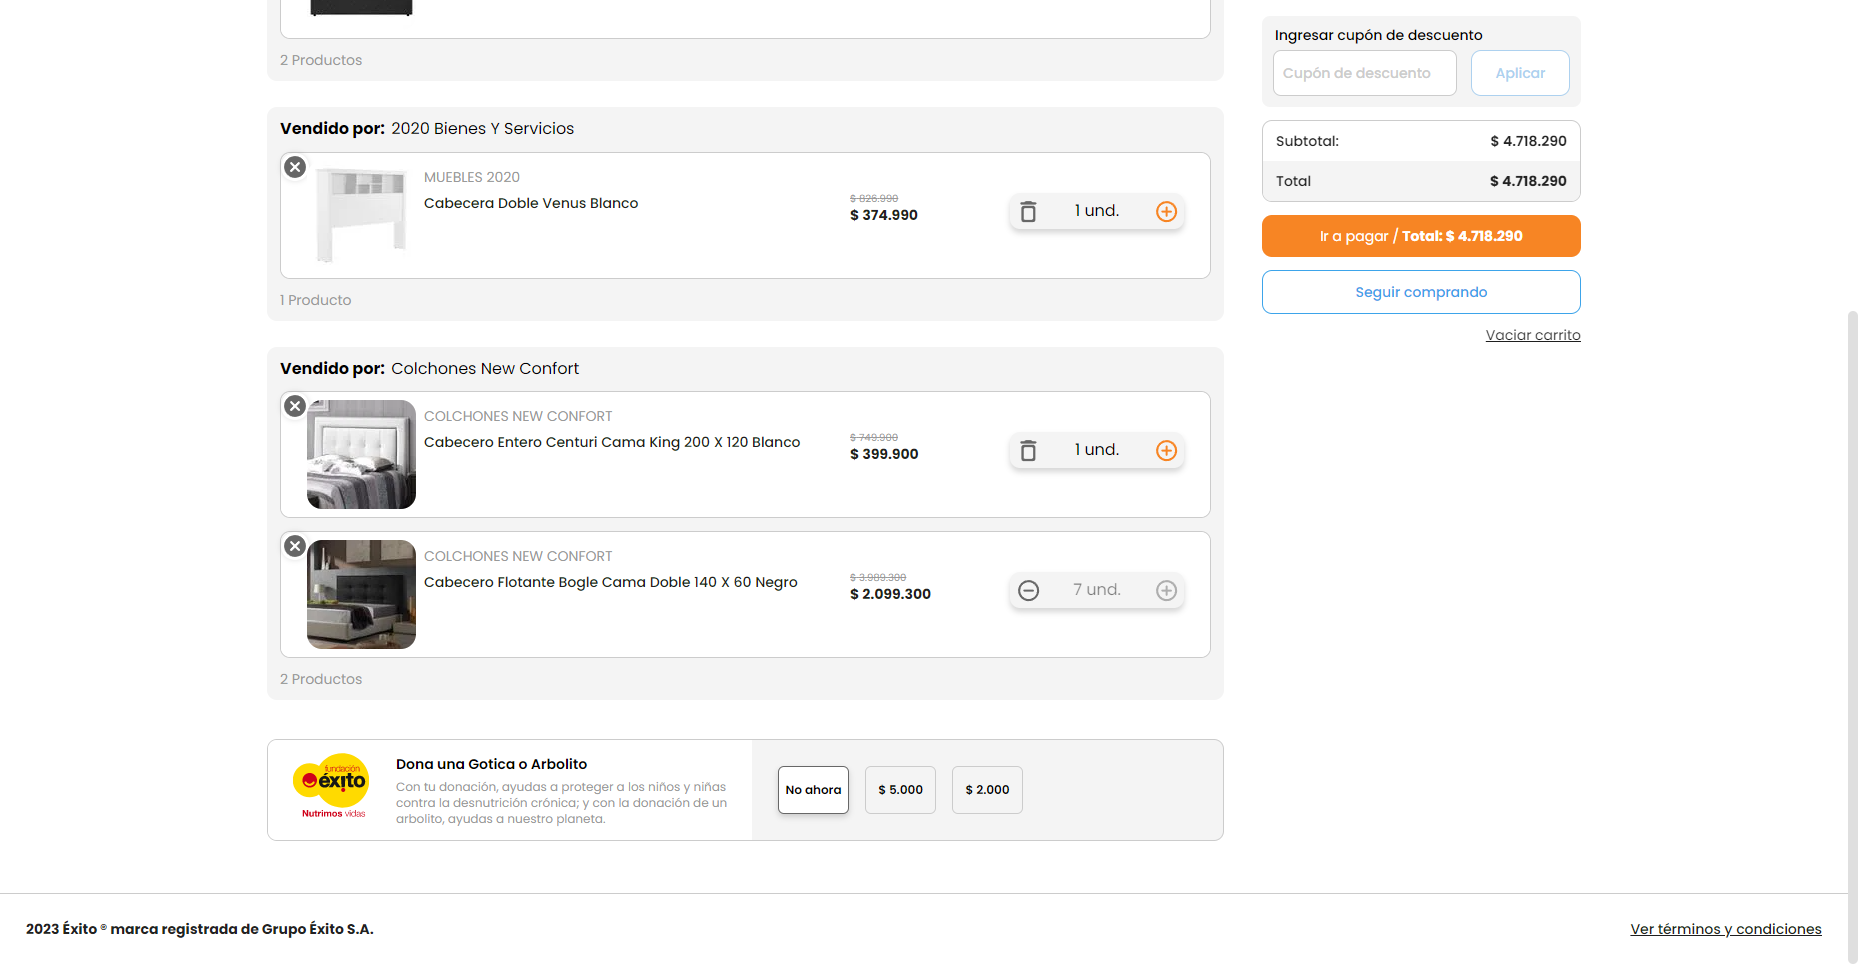 2 Productos
Vendido por: 2020 Bienes Y Servicios
MUEBLES 2020
Cabecera Doble Venus Blanco
$ 826.990
$ 374.990
1 und.
1 Producto
Vendido por: Colchones New Confort
COLCHONES NEW CONFORT
Cabecero Entero Centuri Cama King 200 X 120 Blanco
$ 749.900
$ 399.900
1 und.
COLCHONES NEW CONFORT
Cabecero Flotante Bogle Cama Doble 140 X 60 Negro
$ 3.989.300
$ 2.099.300
7 und.
2 Productos
fundación
éxito
Nutrimos vidas
Dona una Gotica o Arbolito
Con tu donación, ayudas a proteger a los niños y niñas
contra la desnutrición crónica; y con la donación de un
arbolito, ayudas a nuestro planeta.
No ahora
$ 5.000
$ 2.000
Ingresar cupón de descuento
Cupón de descuento
Aplicar
Subtotal: $ 4.718.290
Total $ 4.718.290
Ir a pagar / Total: $ 4.718.290
Seguir comprando
Vaciar carrito
2023 Éxito ® marca registrada de Grupo Éxito S.A.
Ver términos y condiciones